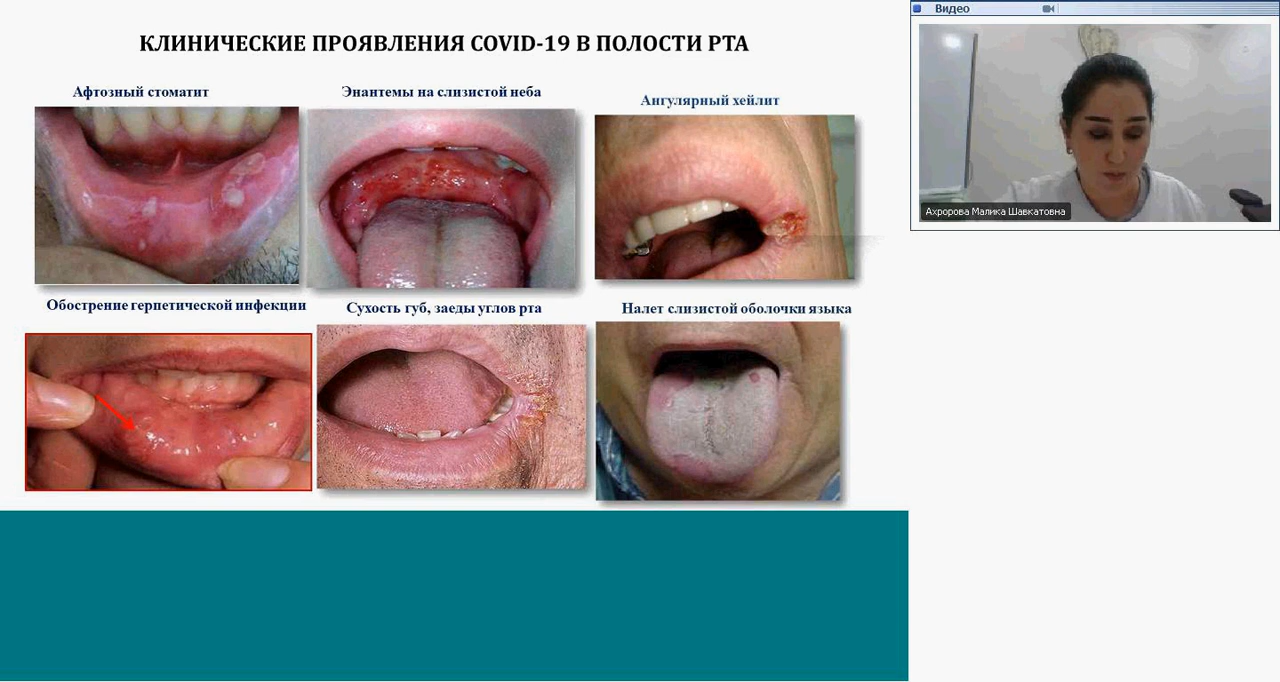 КЛИНИЧЕСКИЕ ПРОЯВЛЕНИЯ COVID-19 В ПОЛОСТИ РТА
Афтозный стоматит
Энантемы на слизистой неба
Ангулярный хейлит
Обострение герпетической инфекции
Сухость губ, заеды углов рта
Налет слизистой оболочки языка
Видео
Ахророва Малика Шавкатовна